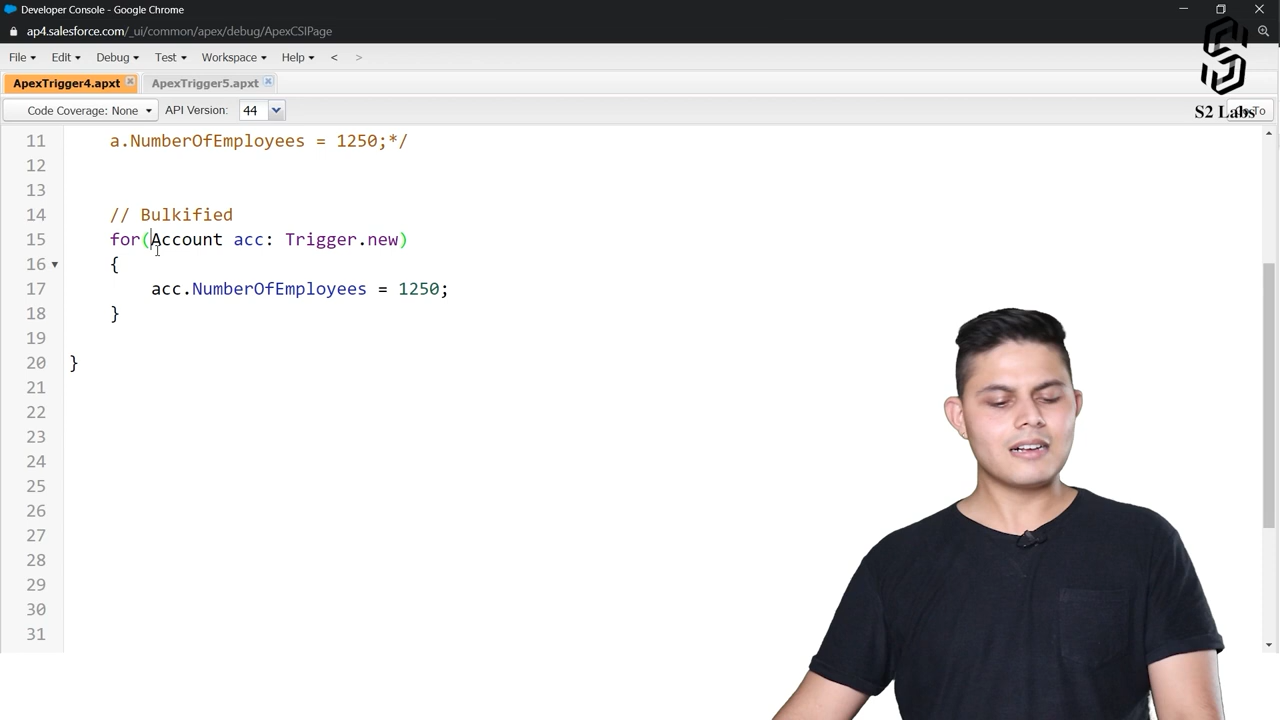 Developer Console - Google Chrome
ap4.salesforce.com/_ui/common/apex/debug/ApexCSIPage
File Edit Debug Test Workspace Help < >
ApexTrigger4.apxt ApexTrigger5.apxt
Code Coverage: None API Version: 44 Go To
S2 Labs
11 a.NumberOfEmployees = 1250;*/
12
13
14 // Bulkified
15 for(Account acc: Trigger.new)
16 {
17 acc.NumberOfEmployees = 1250;
18 }
19
20 }
21
22
23
24
25
26
27
28
29
30
31